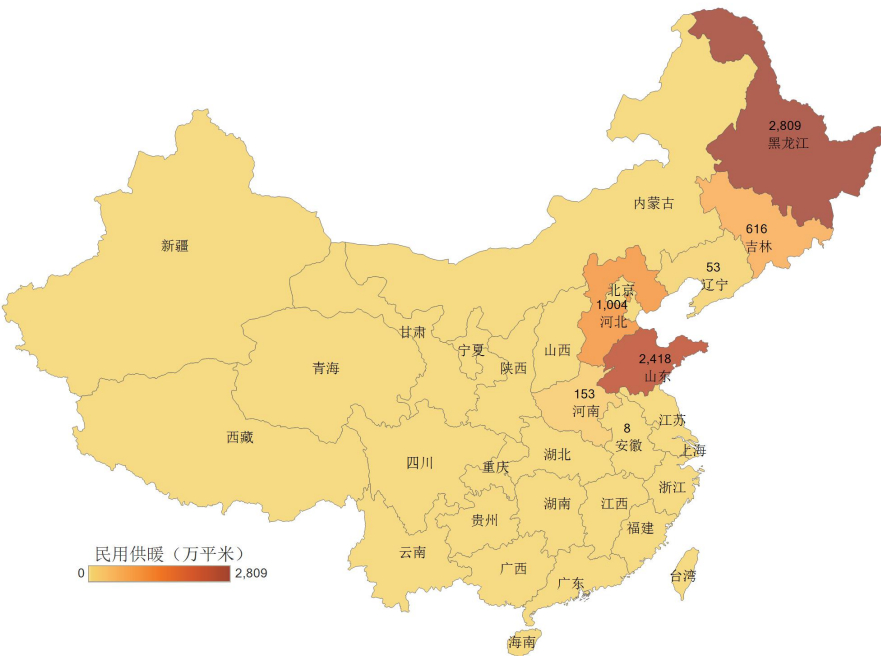 2,809
黑龙江
内蒙古
616
吉林
新疆
53
辽宁
北京
1,004
河北
甘肃
宁夏
山西
青海
陕西
2,418
山东
153
河南
江苏
8
安徽
西藏
上海
四川
重庆
湖北
浙江
贵州
湖南
江西
福建
云南
民用供暖（万平米）
0
2,809
广西
广东
台湾
海南